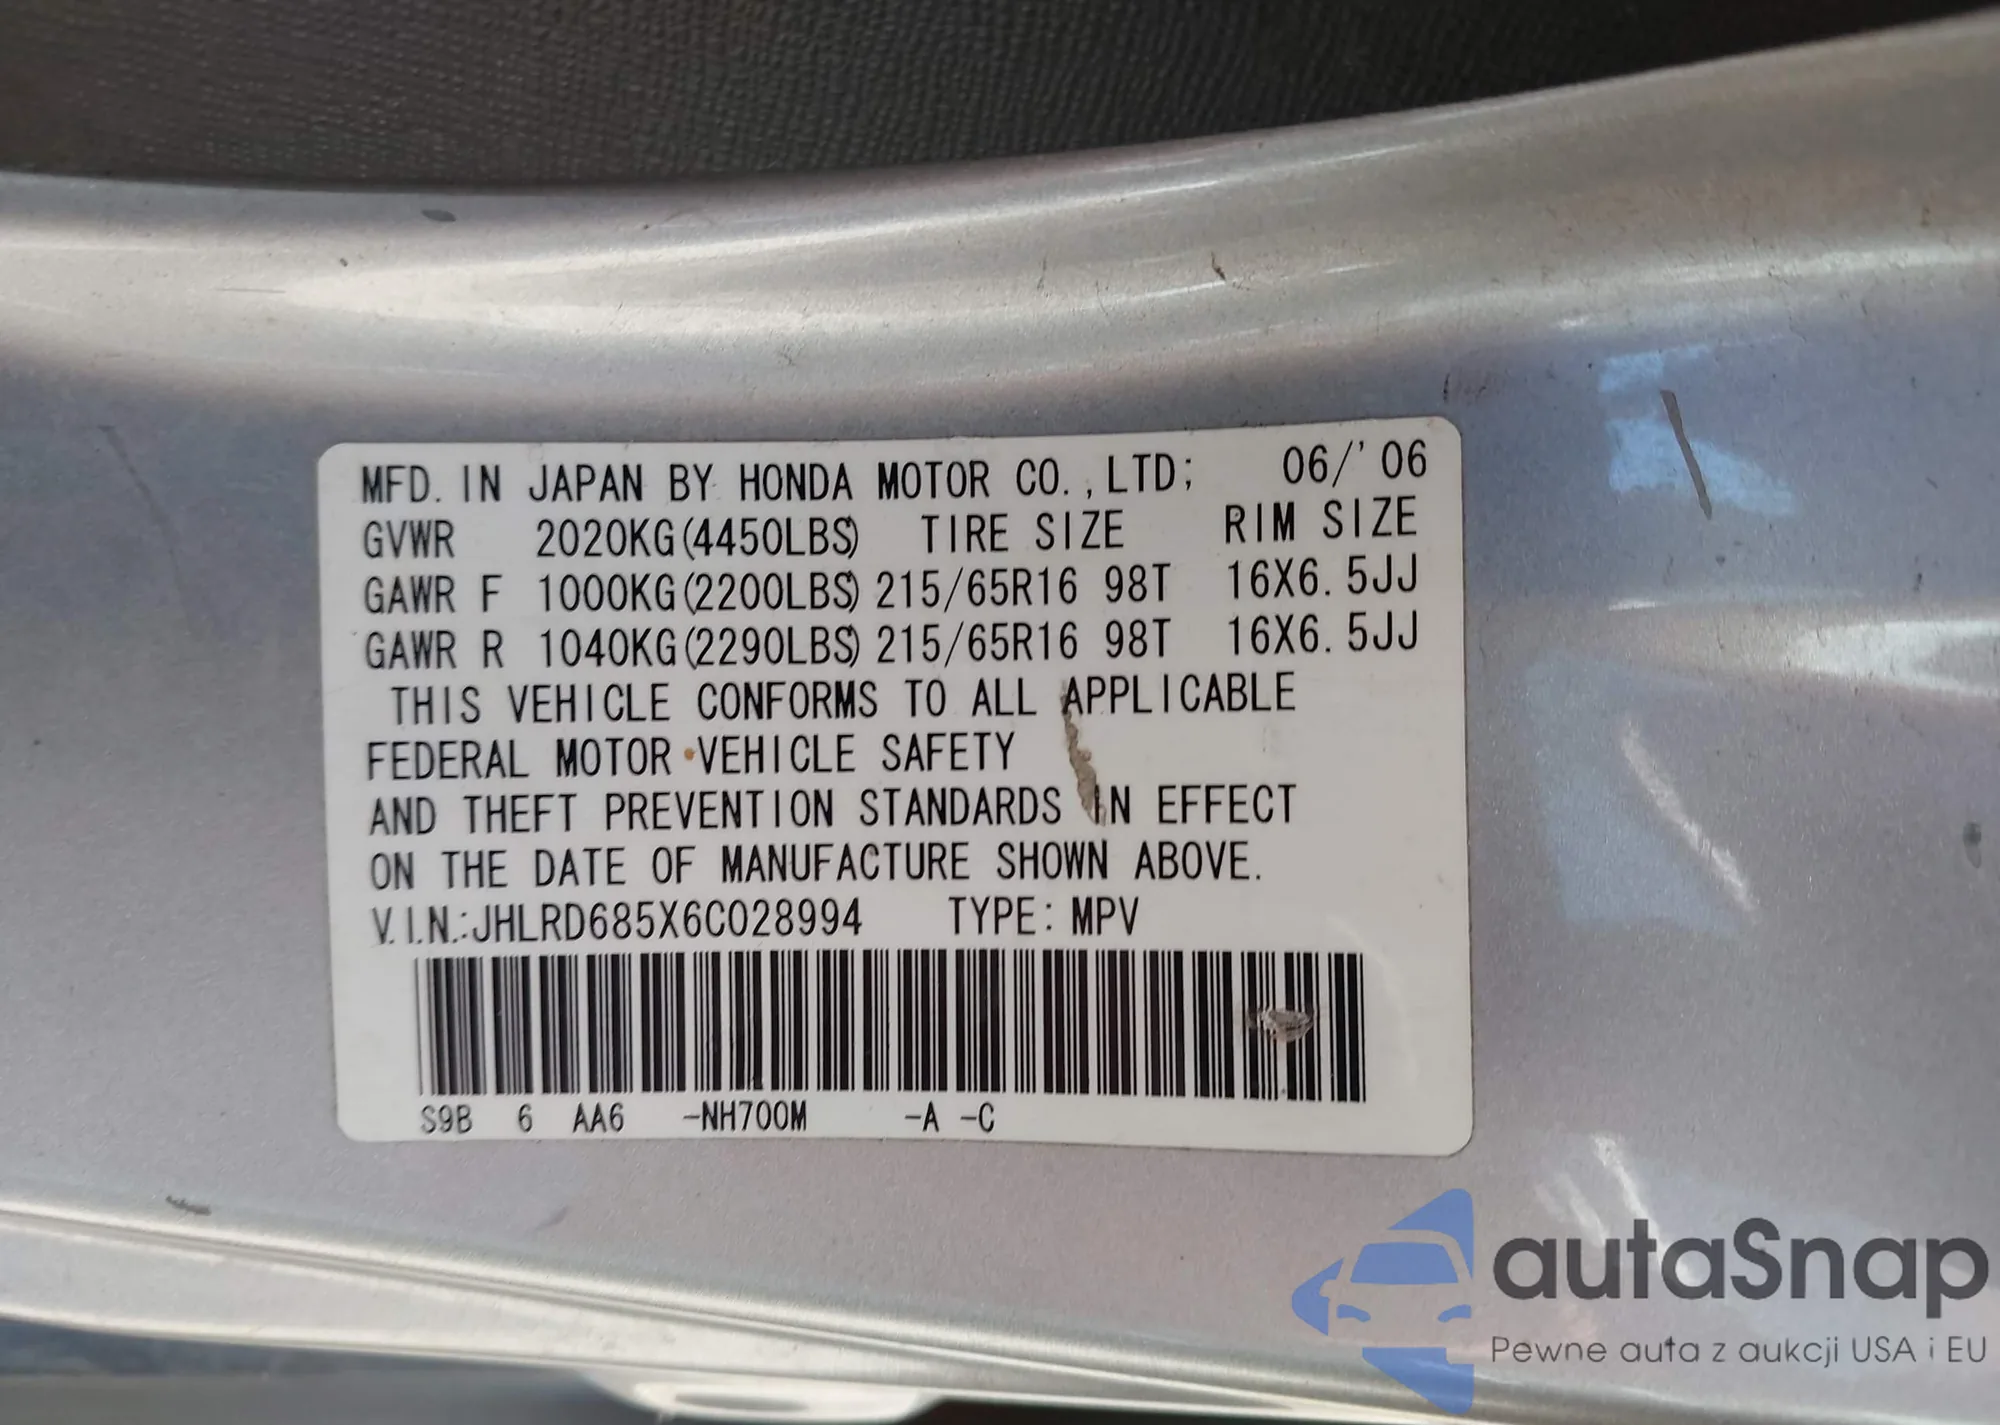 MFD. IN JAPAN BY HONDA MOTOR CO.,LTD; 06/'06
GVWR 2020KG(4450LBS) TIRE SIZE RIM SIZE
GAWR F 1000KG(2200LBS) 215/65R16 98T 16X6.5JJ
GAWR R 1040KG(2290LBS) 215/65R16 98T 16X6.5JJ
THIS VEHICLE CONFORMS TO ALL APPLICABLE
FEDERAL MOTOR VEHICLE SAFETY
AND THEFT PREVENTION STANDARDS IN EFFECT
ON THE DATE OF MANUFACTURE SHOWN ABOVE.
V.I.N.:JHLRD685X6C028994 TYPE: MPV
S9B 6 AA6 -NH700M -A -C
autaSnap
Pewne auta z aukcji USA i EU